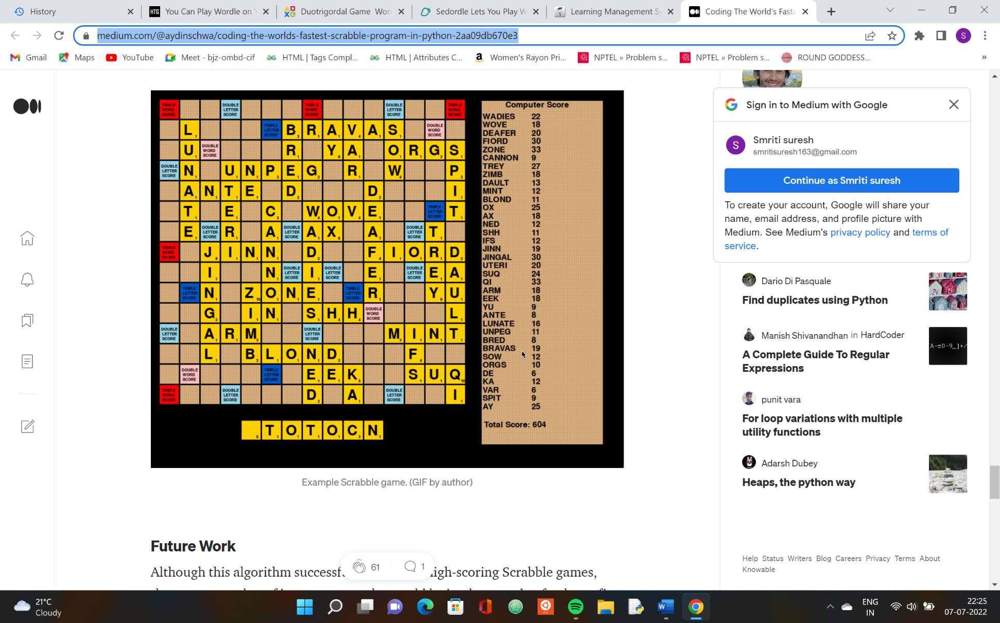 History
You Can Play Wordle on Y
Duotrigordal Game Wor
Sedordle Lets You Play W
Learning Management Sy
Coding The World's Faste
medium.com/@aydinschwa/coding-the-worlds-fastest-scrabble-program-in-python-2aa09db670e3
S
Gmail
Maps
YouTube
Meet - bjz-ombd-cif
HTML | Tags Compl...
HTML | Attributes C...
Women's Rayon Pri...
NPTEL » Problem s...
NPTEL » Problem s...
ROUND GODDESS...
»
TRIPLE WORD SCORE DOUBLE LETTER SCORE TRIPLE WORD SCORE DOUBLE LETTER SCORE TRIPLE WORD SCORE
L TRIPLE LETTER SCORE B R A V A S DOUBLE WORD SCORE
U DOUBLE WORD SCORE R Y A O R G S
DOUBLE LETTER SCORE N U N P E G R W P
A N T E D D I
T E C W O V E TRIPLE LETTER SCORE T
E DOUBLE LETTER SCORE R A DOUBLE LETTER SCORE A X A DOUBLE LETTER SCORE T
TRIPLE WORD SCORE J I N N D F I O R D
I N DOUBLE LETTER SCORE I DOUBLE LETTER SCORE E DOUBLE LETTER SCORE E A
TRIPLE LETTER SCORE N Z O N E TRIPLE LETTER SCORE R Y U
G I N S H H DOUBLE WORD SCORE L
DOUBLE LETTER SCORE A R M DOUBLE LETTER SCORE M I N T
L B L O N D F
DOUBLE WORD SCORE TRIPLE LETTER SCORE E E K S U Q
TRIPLE WORD SCORE DOUBLE LETTER SCORE D A DOUBLE LETTER SCORE I
T O T O C N
Computer Score
WADIES 22
WOVE 18
DEAFER 20
FIORD 30
ZONE 33
CANNON 9
TREY 27
ZIMB 18
DAULT 13
MINT 12
BLOND 11
OX 25
AX 18
NED 12
SHH 11
IFS 12
JINN 19
JINGAL 30
UTERI 20
SUQ 24
QI 33
ARM 18
EEK 18
YU 9
ANTE 8
LUNATE 16
UNPEG 11
BRED 8
BRAVAS 19
SOW 12
ORGS 10
DE 6
KA 12
VAR 6
SPIT 9
AY 25
Total Score: 604
Example Scrabble game. (GIF by author)
Future Work
Although this algorithm successf
igh-scoring Scrabble games,
61
1
Sign in to Medium with Google
S
Smriti suresh
smritisuresh163@gmail.com
Continue as Smriti suresh
To create your account, Google will share your
name, email address, and profile picture with
Medium. See Medium's privacy policy and terms of
service.
Dario Di Pasquale
Find duplicates using Python
Manish Shivanandhan in HardCoder
A Complete Guide To Regular
Expressions
punit vara
For loop variations with multiple
utility functions
Adarsh Dubey
Heaps, the python way
Help Status Writers Blog Careers Privacy Terms About
Knowable
21°C
Cloudy
ENG
IN
22:25
07-07-2022